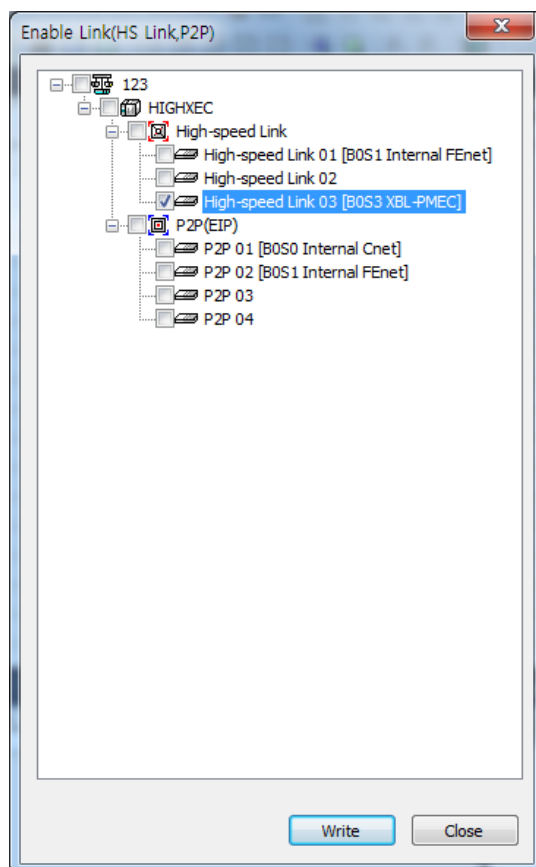 Enable Link(HS Link,P2P)
123
HIGHXEC
High-speed Link
High-speed Link 01 [B0S1 Internal FEnet]
High-speed Link 02
High-speed Link 03 [B0S3 XBL-PMEC]
P2P(EIP)
P2P 01 [B0S0 Internal Cnet]
P2P 02 [B0S1 Internal FEnet]
P2P 03
P2P 04
Write Close